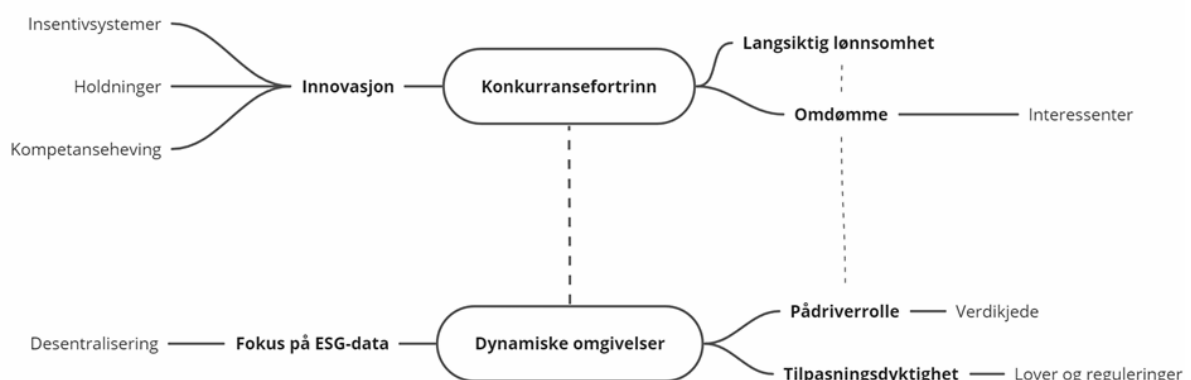 Insentivsystemer
Holdninger
Kompetanseheving
Innovasjon
Konkurransefortrinn
Langsiktig lønnsomhet
Omdømme
Interessenter
Desentralisering
Fokus på ESG-data
Dynamiske omgivelser
Pådriverrolle
Verdikjede
Tilpasningsdyktighet
Lover og reguleringer